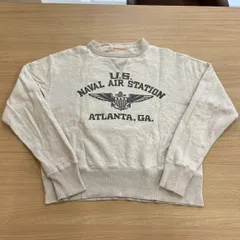 U.S.
NAVAL AIR STATION
ATLANTA, GA.